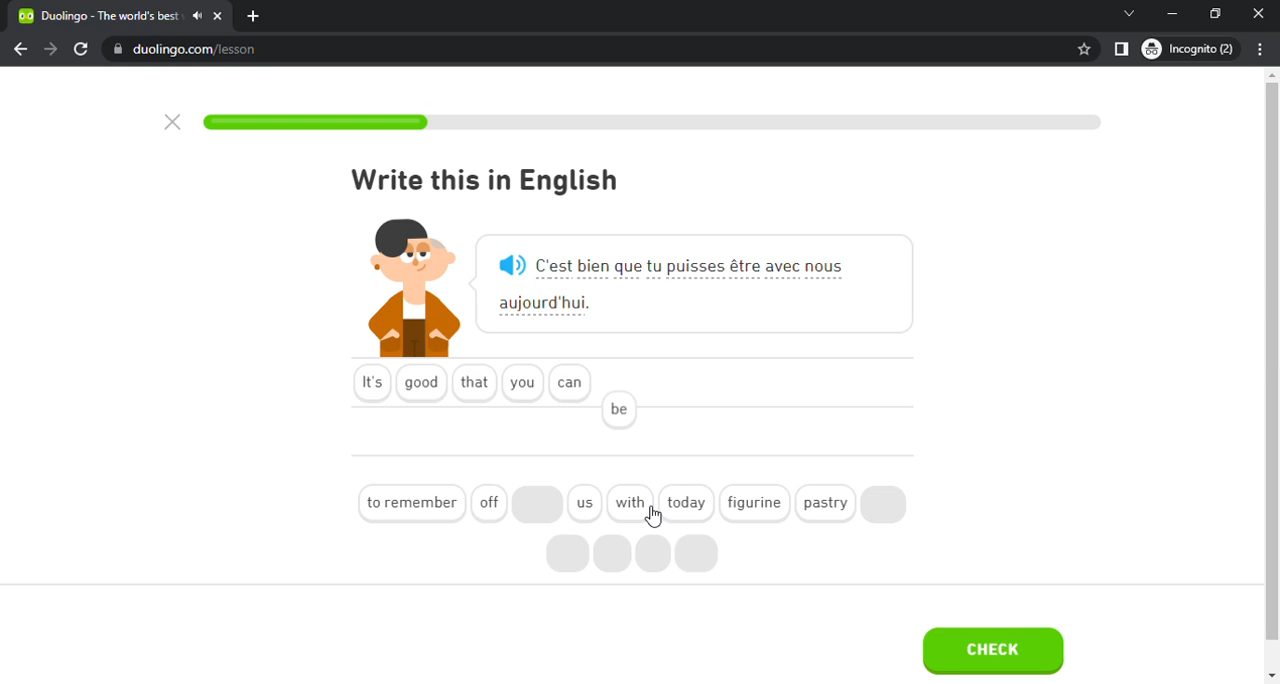 Duolingo - The world's best
duolingo.com/lesson
Incognito (2)
Write this in English
C'est bien que tu puisses être avec nous
aujourd'hui.
It's good that you can
be
to remember off us with today figurine pastry
CHECK